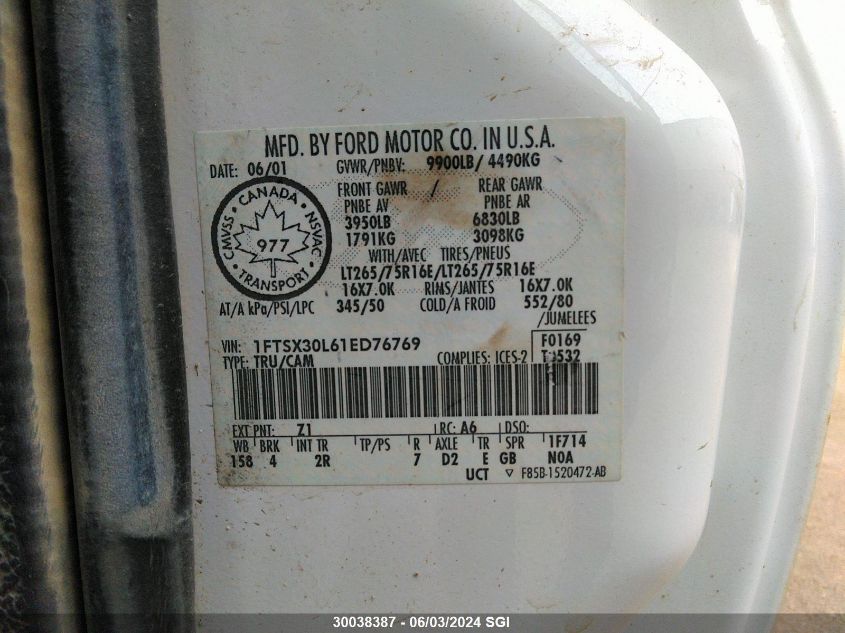 MFD. BY FORD MOTOR CO. IN U.S.A.
DATE: 06/01 GVWR/PNBV: 9900LB/ 4490KG
FRONT GAWR / REAR GAWR
PNBE AV PNBE AR
3950LB 6830LB
1791KG 3098KG
CMVSS · CANADA · NSVAC
977
· TRANSPORT ·
WITH/AVEC TIRES/PNEUS
LT265/75R16E/LT265/75R16E
16X7.0K RIMS/JANTES 16X7.0K
AT/A kPa/PSI/LPC 345/50 COLD/A FROID 552/80
/JUMELEES
VIN: 1FTSX30L61ED76769 F0169
TYPE: TRU/CAM COMPLIES: ICES-2
EXT PNT: Z1 RC: A6 DSO:
WB BRK INT TR TP/PS R AXLE TR SPR 1F714
158 4 2R 7 D2 E GB N0A
UCT ▽ F85B-1520472-AB
30038387 - 06/03/2024 SGI